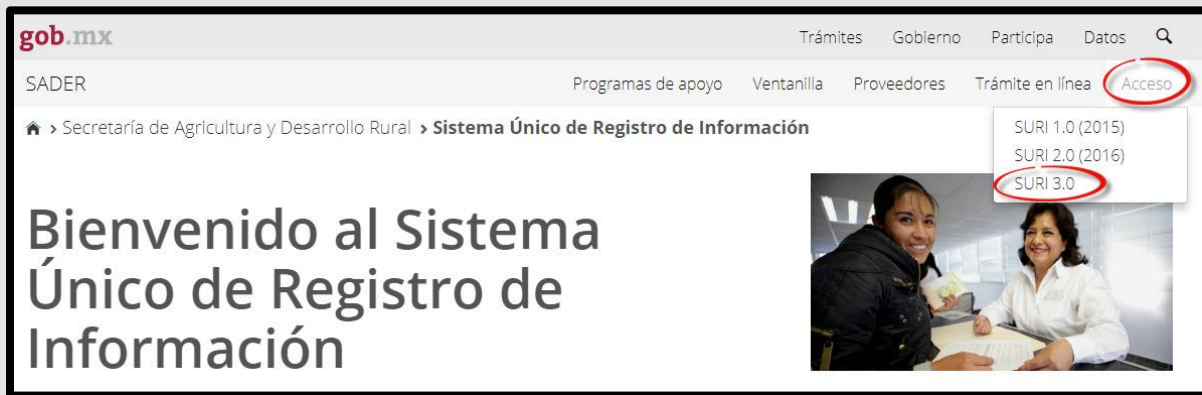 gob.mx
Trámites Gobierno Participa Datos
SADER
Programas de apoyo Ventanilla Proveedores Trámite en línea Acceso
> Secretaría de Agricultura y Desarrollo Rural > Sistema Único de Registro de Información
SURI 1.0 (2015)
SURI 2.0 (2016)
SURI 3.0
Bienvenido al Sistema
Único de Registro de
Información